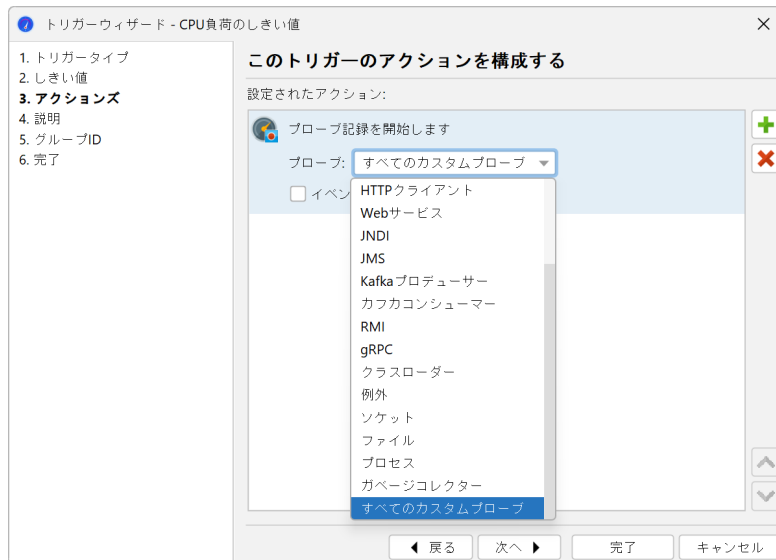 トリガーウィザード - CPU負荷のしきい値
1. トリガータイプ
2. しきい値
3. アクションズ
4. 説明
5. グループID
6. 完了
このトリガーのアクションを構成する
設定されたアクション:
プローブ記録を開始します
プローブ: すべてのカスタムプローブ
イベン
HTTPクライアント
Webサービス
JNDI
JMS
Kafkaプロデューサー
カフカコンシューマー
RMI
gRPC
クラスローダー
例外
ソケット
ファイル
プロセス
ガベージコレクター
すべてのカスタムプローブ
戻る 次へ 完了 キャンセル